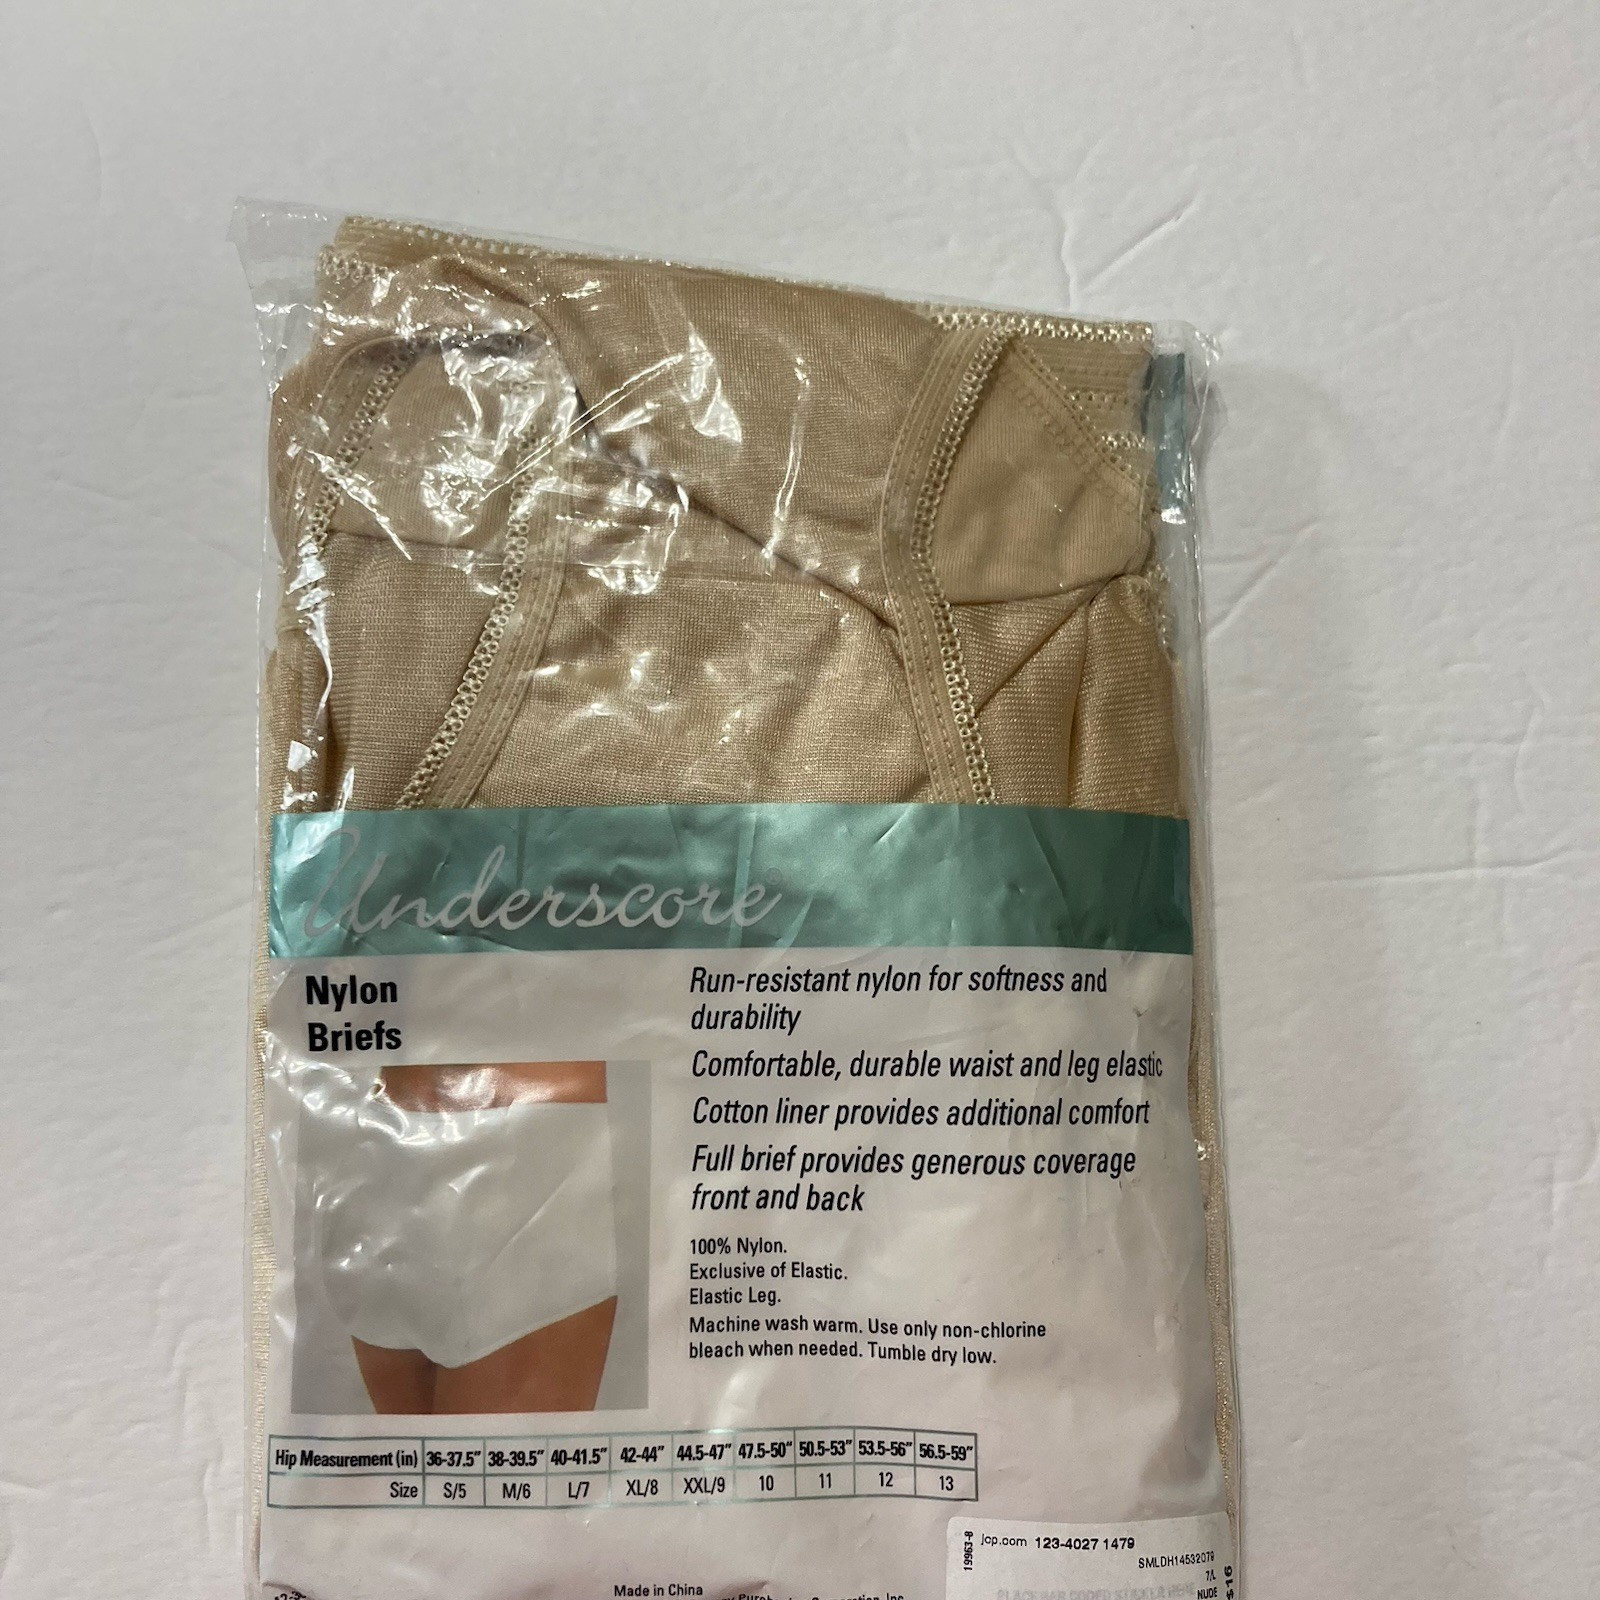 Underscore®
Nylon
Briefs
Run-resistant nylon for softness and
durability
Comfortable, durable waist and leg elastic
Cotton liner provides additional comfort
Full brief provides generous coverage
front and back
100% Nylon.
Exclusive of Elastic.
Elastic Leg.
Machine wash warm. Use only non-chlorine
bleach when needed. Tumble dry low.
Hip Measurement (in) 36-37.5" 38-39.5" 40-41.5" 42-44" 44.5-47" 47.5-50" 50.5-53" 53.5-56" 56.5-59"
Size S/5 M/6 L/7 XL/8 XXL/9 10 11 12 13
19963-8
jcp.com 123-4027 1479
SMLDH14532079
7/L
NUDE
$16
Made in China